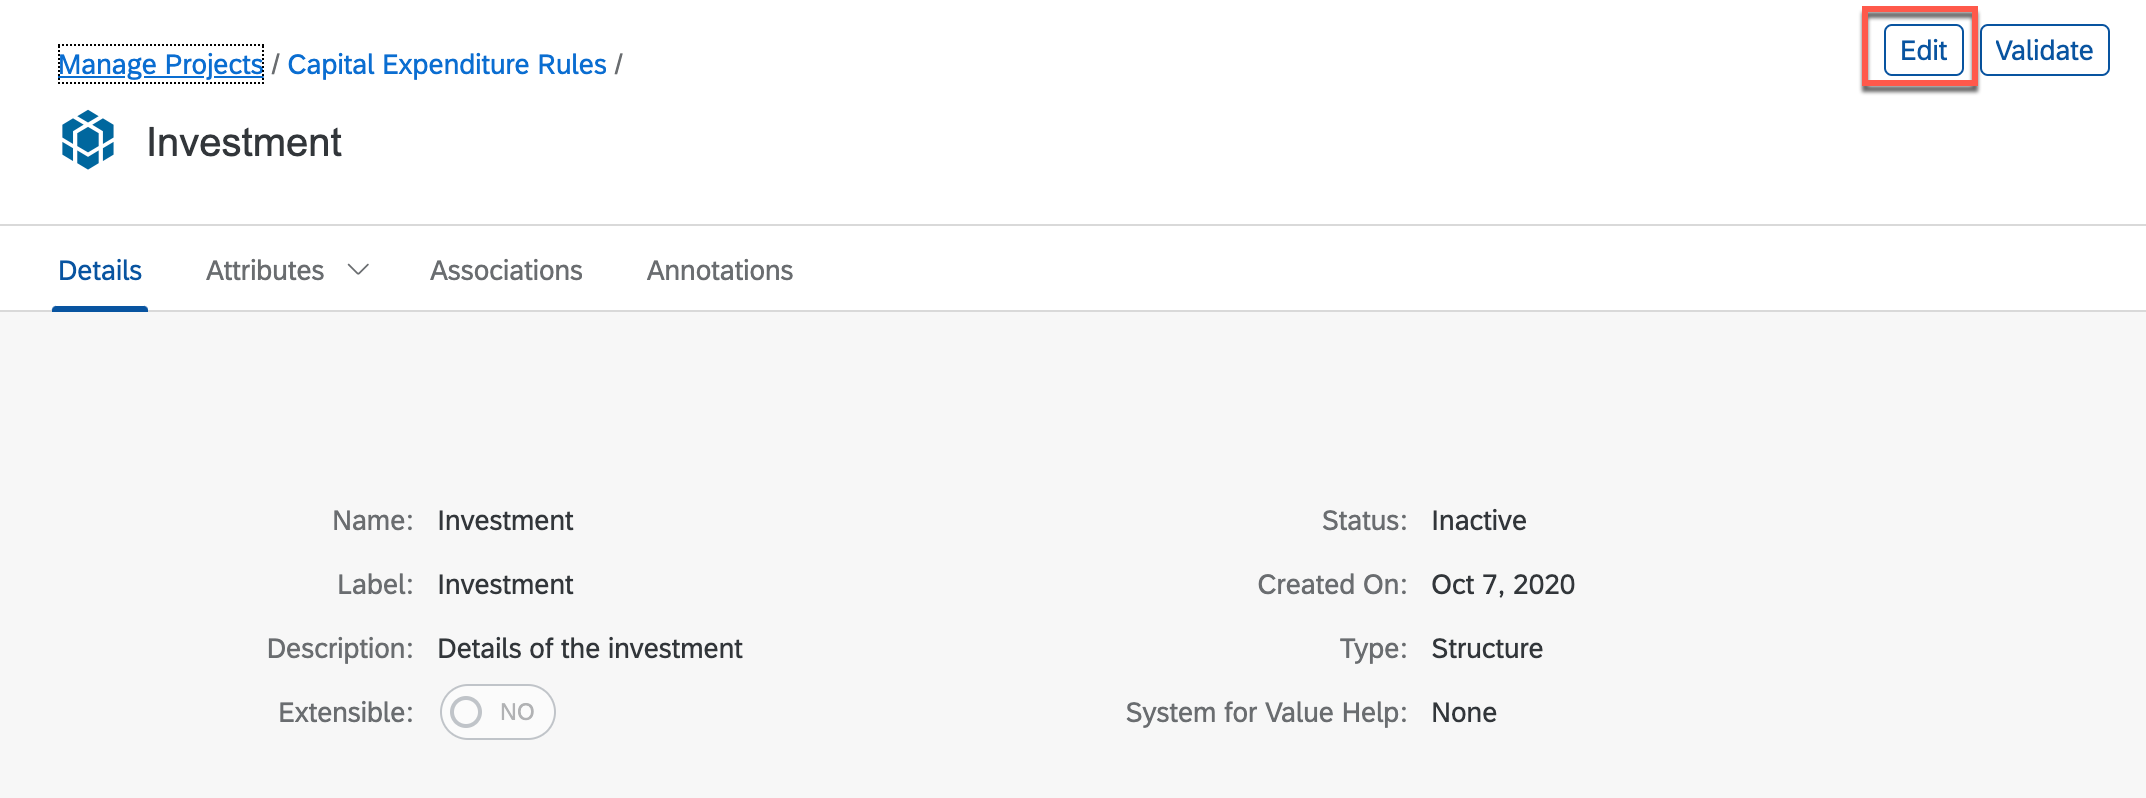 Manage Projects / Capital Expenditure Rules /
Edit
Validate
Investment
Details
Attributes
Associations
Annotations
Name: Investment
Label: Investment
Description: Details of the investment
Extensible: NO
Status: Inactive
Created On: Oct 7, 2020
Type: Structure
System for Value Help: None